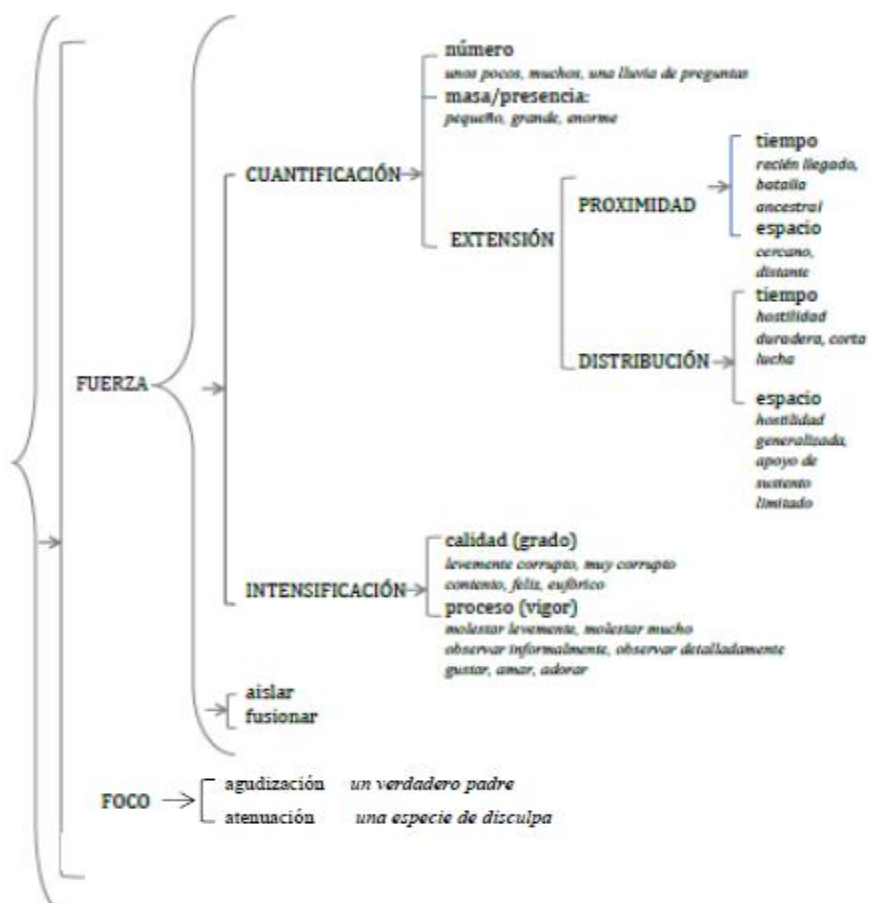 número
unos pocos, muchos, una lluvia de preguntas
masa/presencia:
pequeño, grande, enorme
CUANTIFICACIÓN
EXTENSIÓN
PROXIMIDAD
tiempo
recién llegado,
batalla
ancestral
espacio
cercano,
distante
DISTRIBUCIÓN
tiempo
hostilidad
duradera, corta
lucha
espacio
hostilidad
generalizada,
apoyo de
sustento
limitado
FUERZA
INTENSIFICACIÓN
calidad (grado)
levemente corrupto, muy corrupto
contento, feliz, eufórico
proceso (vigor)
molestar levemente, molestar mucho
observar informalmente, observar detalladamente
gustar, amar, adorar
aislar
fusionar
FOCO
agudización un verdadero padre
atenuación una especie de disculpa